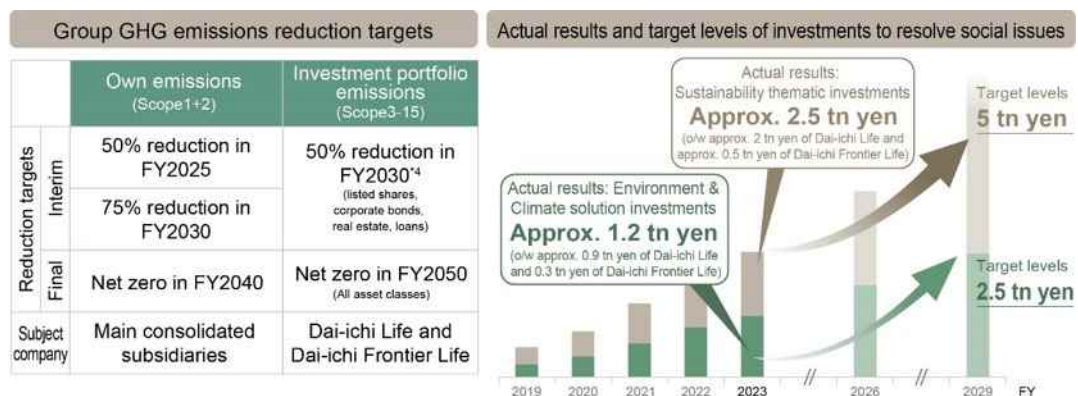 Group GHG emissions reduction targets
Own emissions
(Scope1+2)
Investment portfolio
emissions
(Scope3-15)
Reduction targets
Interim
50% reduction in
FY2025
75% reduction in
FY2030
50% reduction in
FY2030*4
(listed shares,
corporate bonds,
real estate, loans)
Final
Net zero in FY2040
Net zero in FY2050
(All asset classes)
Subject
company
Main consolidated
subsidiaries
Dai-ichi Life and
Dai-ichi Frontier Life
Actual results and target levels of investments to resolve social issues
Actual results:
Sustainability thematic investments
Approx. 2.5 tn yen
(o/w approx. 2 tn yen of Dai-ichi Life and
approx. 0.5 tn yen of Dai-ichi Frontier Life)
Target levels
5 tn yen
Actual results: Environment &
Climate solution investments
Approx. 1.2 tn yen
(o/w approx. 0.9 tn yen of Dai-ichi Life
and 0.3 tn yen of Dai-ichi Frontier Life)
Target levels
2.5 tn yen
2019 2020 2021 2022 2023 // 2026 // 2029 FY